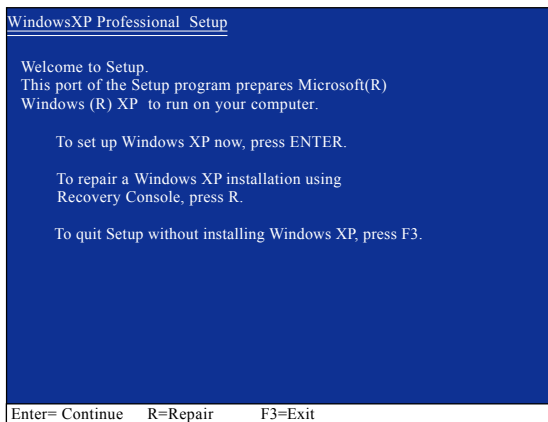 WindowsXP Professional Setup
Welcome to Setup.
This port of the Setup program prepares Microsoft(R)
Windows (R) XP to run on your computer.
To set up Windows XP now, press ENTER.
To repair a Windows XP installation using
Recovery Console, press R.
To quit Setup without installing Windows XP, press F3.
Enter= Continue R=Repair F3=Exit